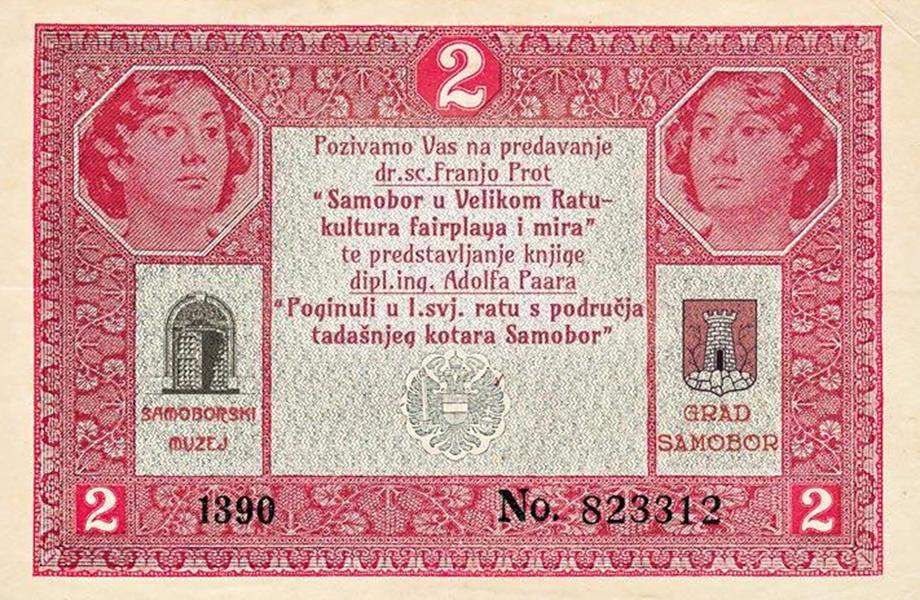 2
Pozivamo Vas na predavanje
dr.sc.Franjo Prot
"Samobor u Velikom Ratu-
kultura fairplaya i mira"
te predstavljanje knjige
dipl.ing. Adolfa Paara
"Poginuli u I.svj. ratu s područja
tadašnjeg kotara Samobor"
SAMOBORSKI
MUZEJ
GRAD
SAMOBOR
2
1390
No. 823312
2